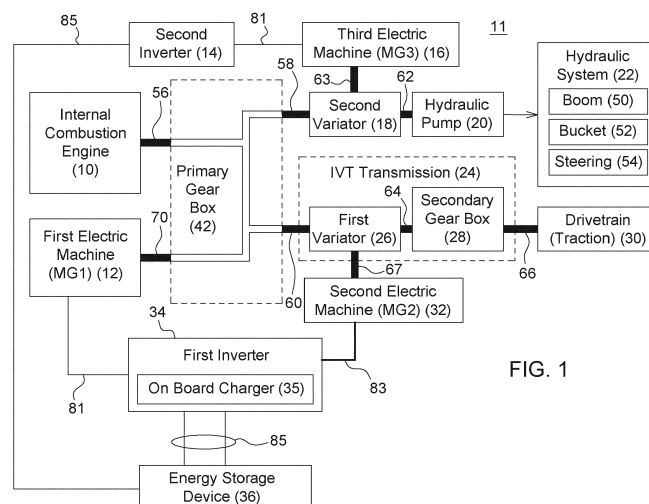 85
81
11
Second
Inverter (14)
Third Electric
Machine (MG3) (16)
Hydraulic
System (22)
Boom (50)
Bucket (52)
Steering (54)
63
58
62
Second
Variator (18)
Hydraulic
Pump (20)
Internal
Combustion
Engine
(10)
56
Primary
Gear
Box
(42)
IVT Transmission (24)
64
Secondary
Gear Box
(28)
First
Variator (26)
First Electric
Machine
(MG1) (12)
70
60
67
66
Drivetrain
(Traction) (30)
Second Electric
Machine (MG2) (32)
34
First Inverter
On Board Charger (35)
81
83
FIG. 1
85
Energy Storage
Device (36)